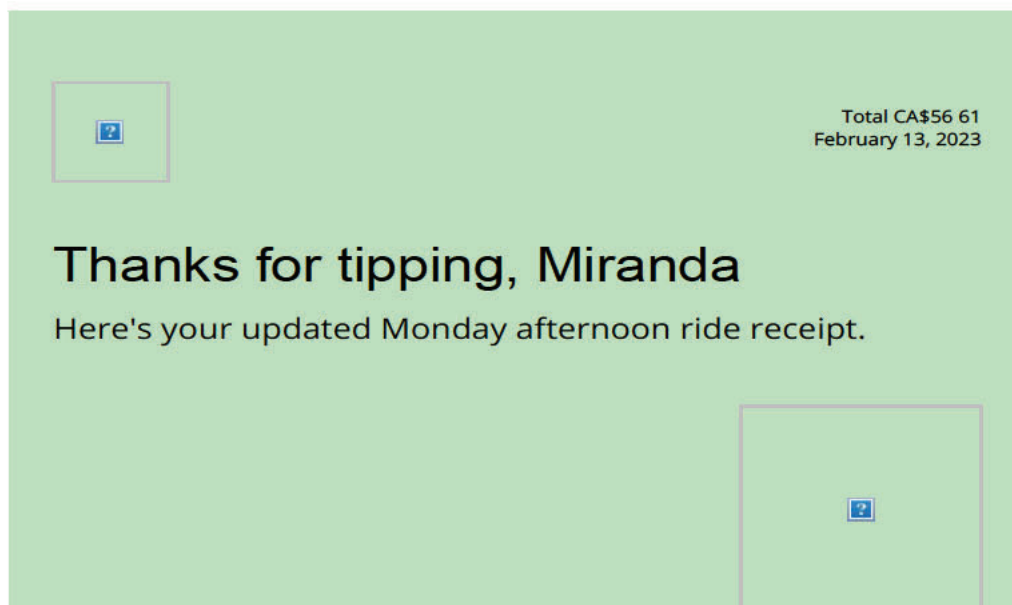 Total CA$56 61
February 13, 2023
Thanks for tipping, Miranda
Here's your updated Monday afternoon ride receipt.